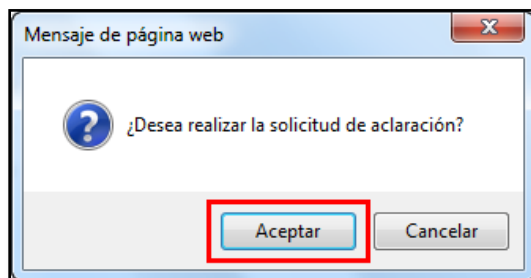 Mensaje de página web
¿Desea realizar la solicitud de aclaración?
Aceptar
Cancelar